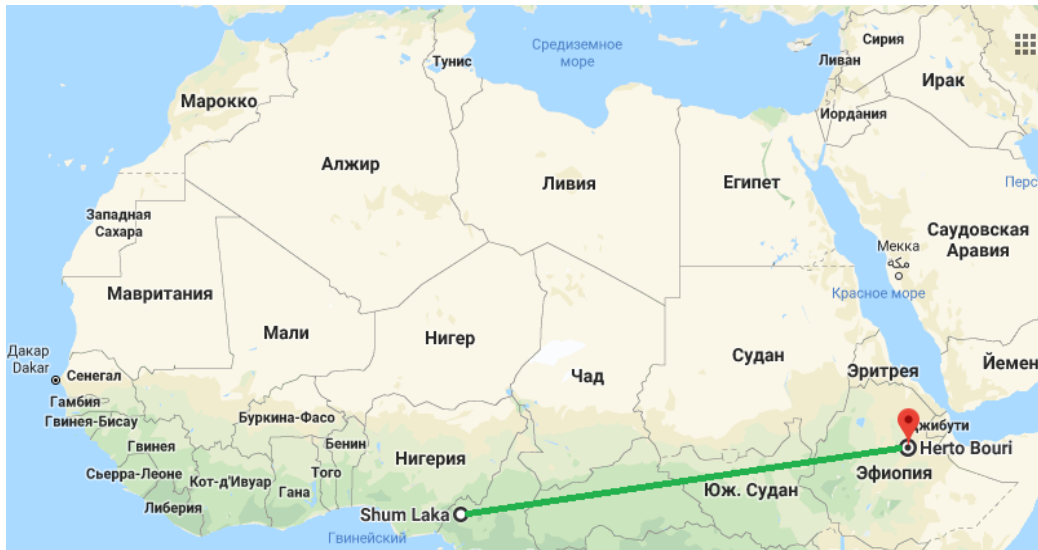 Средиземное
море
Сирия
Ливан
Ирак
Тунис
Марокко
Иордания
Алжир
Ливия
Египет
Перс
Западная
Сахара
Саудовская
Аравия
Мекка
مكة
Мавритания
Красное море
Мали
Нигер
Чад
Судан
Дакар
Dakar
Сенегал
Эритрея
Йемен
Гамбия
Гвинея-Бисау
Буркина-Фасо
Джибути
Гвинея
Бенин
Нигерия
Herto Bouri
Сьерра-Леоне
Кот-д'Ивуар
Того
Гана
Эфиопия
Юж. Судан
Либерия
Shum Laka
Гвинейский